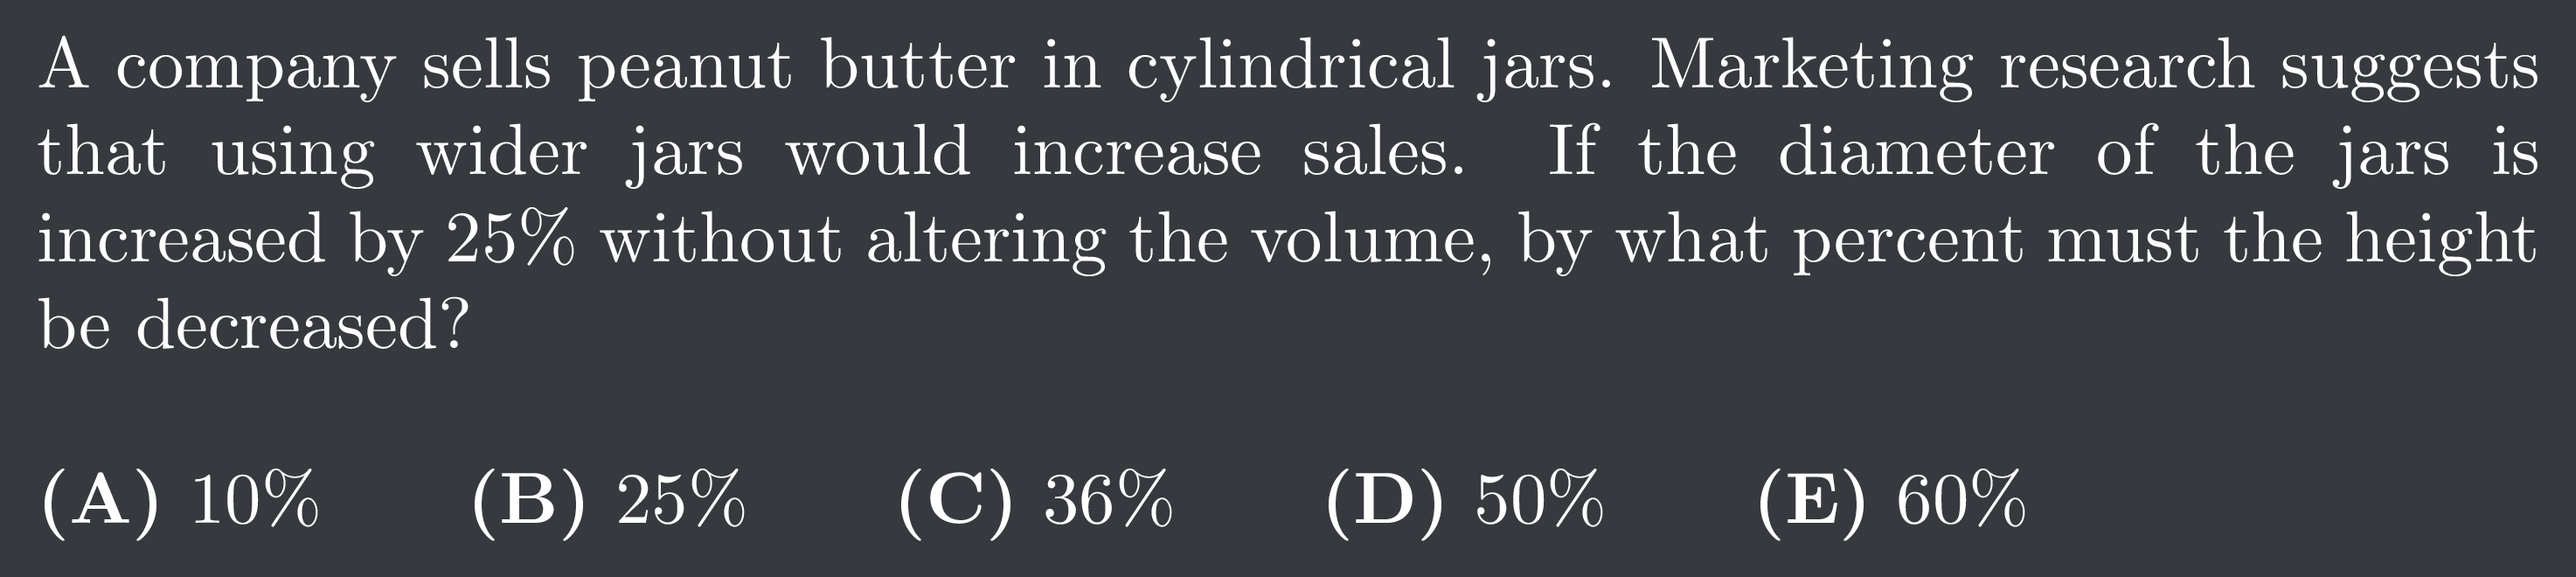 A company sells peanut butter in cylindrical jars. Marketing research suggests
that using wider jars would increase sales. If the diameter of the jars is
increased by 25% without altering the volume, by what percent must the height
be decreased?
(A) 10% (B) 25% (C) 36% (D) 50% (E) 60%